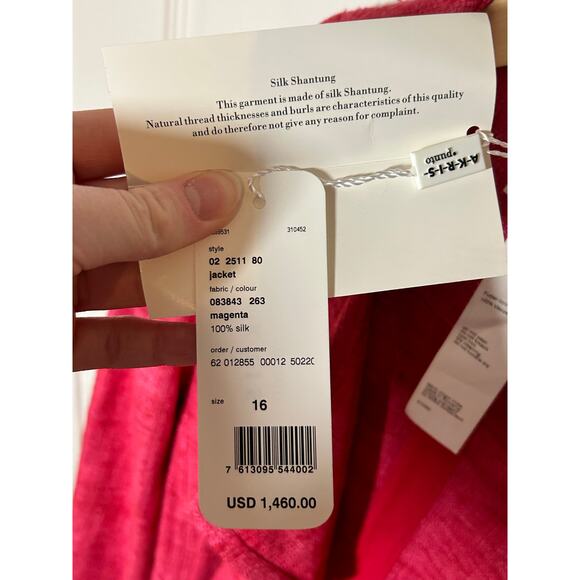 Silk Shantung
This garment is made of silk Shantung.
Natural thread thicknesses and burls are characteristics of this quality
and do therefore not give any reason for complaint.
A-K-R-I-S-
punto
310452
style
02 2511 80
jacket
fabric / colour
083843 263
magenta
100% silk
order / customer
62 012855 00012 50220
size
16
7 613095 544002
USD 1,460.00